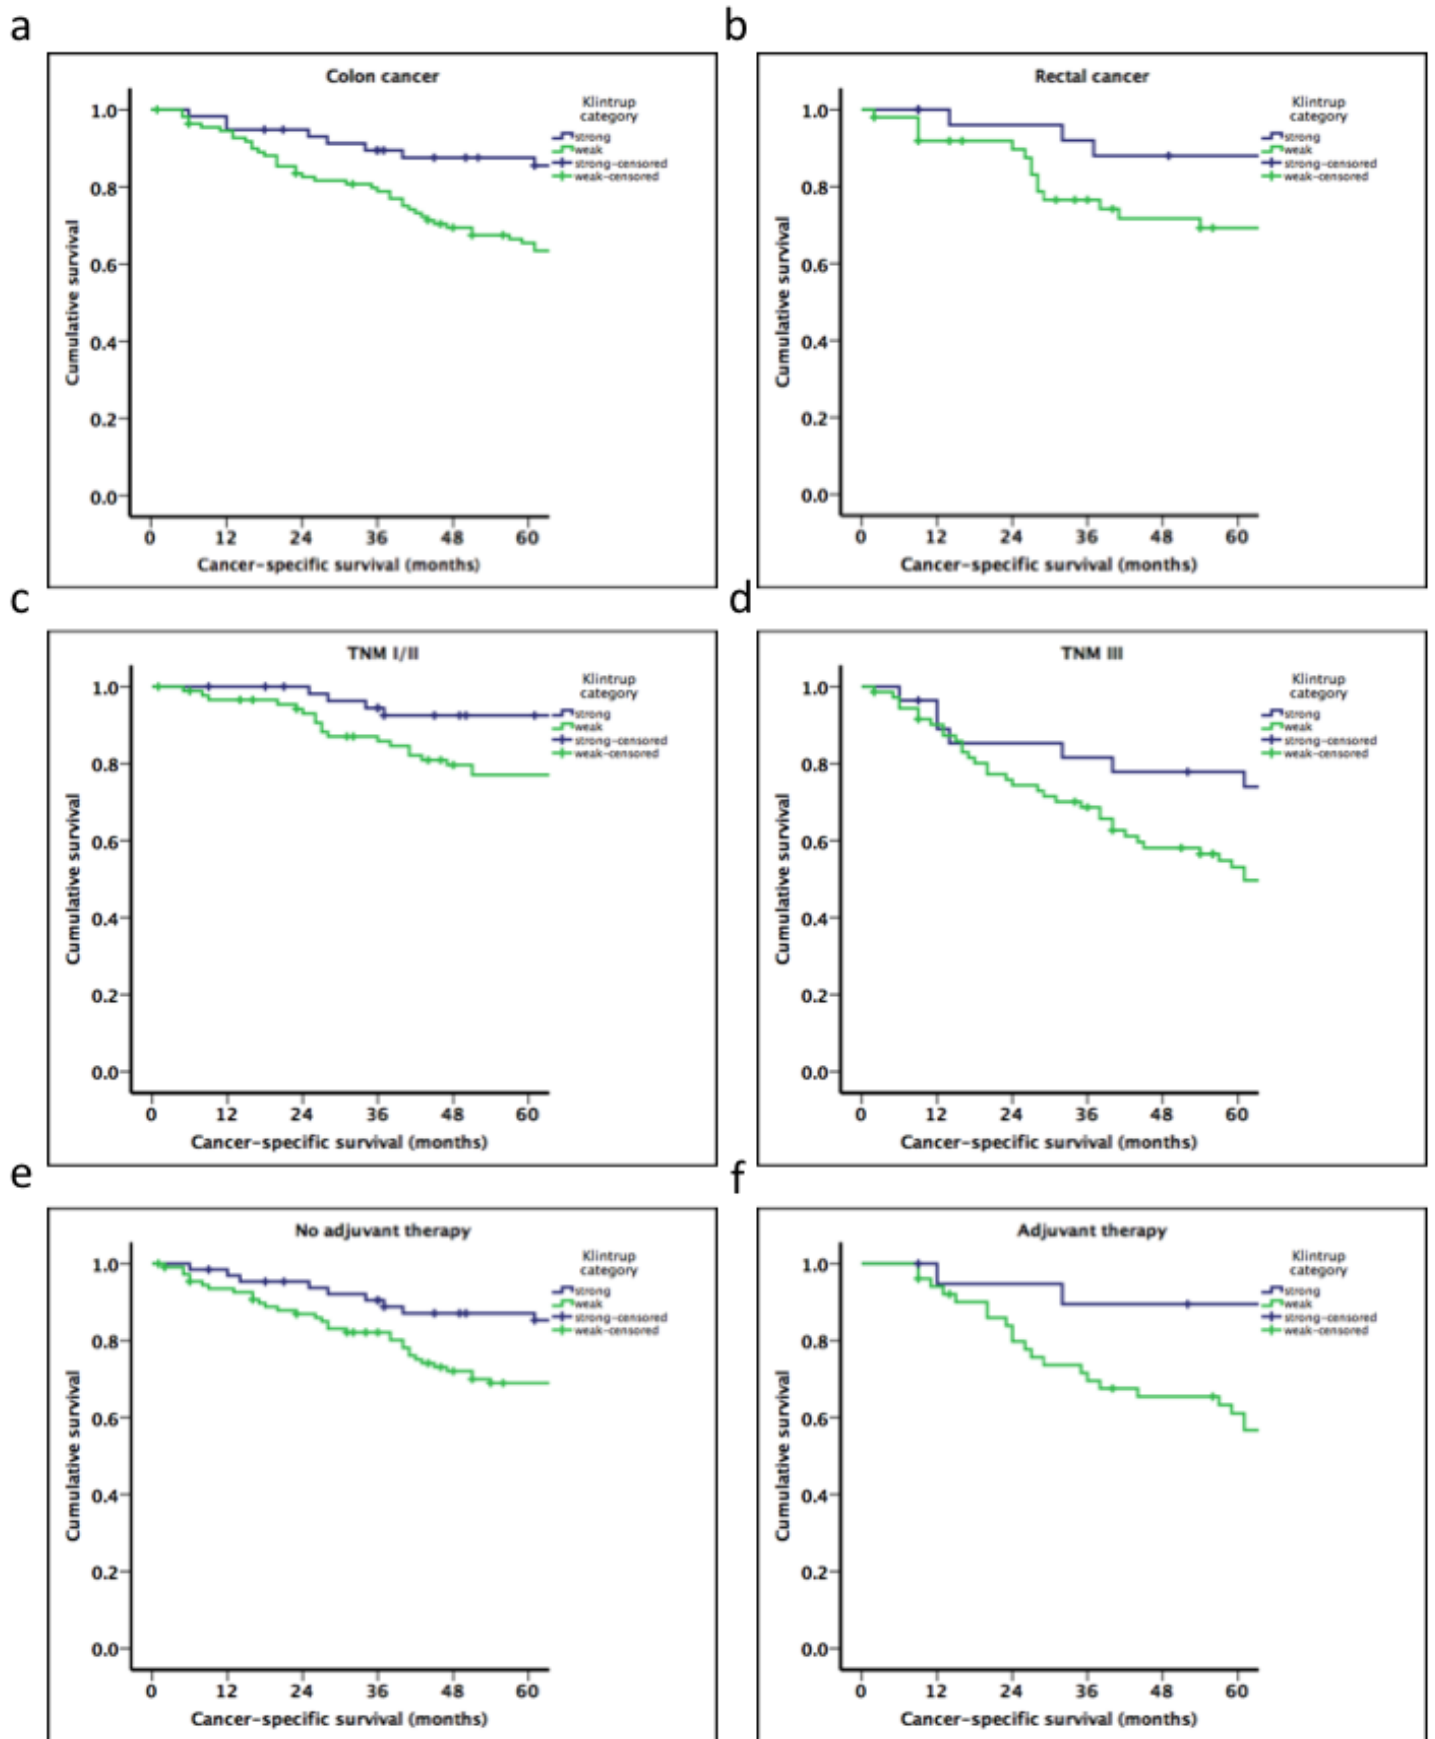 a
Colon cancer
Klintrup
category
strong
weak
strong-censored
weak-censored
Cumulative survival
1.0
0.8
0.6
0.4
0.2
0.0
0 12 24 36 48 60
Cancer-specific survival (months)
b
Rectal cancer
Klintrup
category
strong
weak
strong-censored
weak-censored
Cumulative survival
1.0
0.8
0.6
0.4
0.2
0.0
0 12 24 36 48 60
Cancer-specific survival (months)
c
TNM I/II
Klintrup
category
strong
weak
strong-censored
weak-censored
Cumulative survival
1.0
0.8
0.6
0.4
0.2
0.0
0 12 24 36 48 60
Cancer-specific survival (months)
d
TNM III
Klintrup
category
strong
weak
strong-censored
weak-censored
Cumulative survival
1.0
0.8
0.6
0.4
0.2
0.0
0 12 24 36 48 60
Cancer-specific survival (months)
e
No adjuvant therapy
Klintrup
category
strong
weak
strong-censored
weak-censored
Cumulative survival
1.0
0.8
0.6
0.4
0.2
0.0
0 12 24 36 48 60
Cancer-specific survival (months)
f
Adjuvant therapy
Klintrup
category
strong
weak
strong-censored
weak-censored
Cumulative survival
1.0
0.8
0.6
0.4
0.2
0.0
0 12 24 36 48 60
Cancer-specific survival (months)